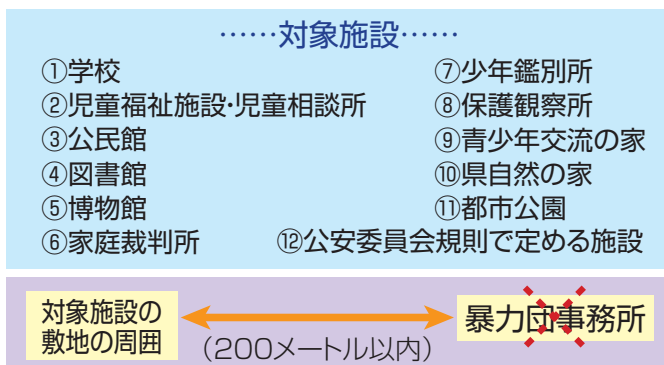 ……対象施設……
①学校
②児童福祉施設・児童相談所
③公民館
④図書館
⑤博物館
⑥家庭裁判所
⑦少年鑑別所
⑧保護観察所
⑨青少年交流の家
⑩県自然の家
⑪都市公園
⑫公安委員会規則で定める施設
対象施設の
敷地の周囲
(200メートル以内)
暴力団事務所